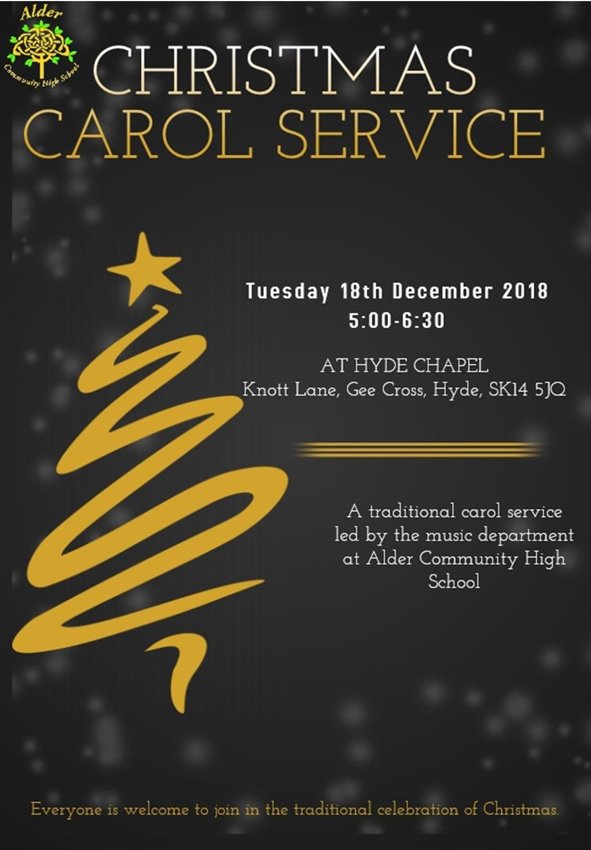 Alder
Community High School
CHRISTMAS
CAROL SERVICE
Tuesday 18th December 2018
5:00-6:30
AT HYDE CHAPEL
Knott Lane, Gee Cross, Hyde, SK14 5JQ
A traditional carol service
led by the music department
at Alder Community High
School
Everyone is welcome to join in the traditional celebration of Christmas.